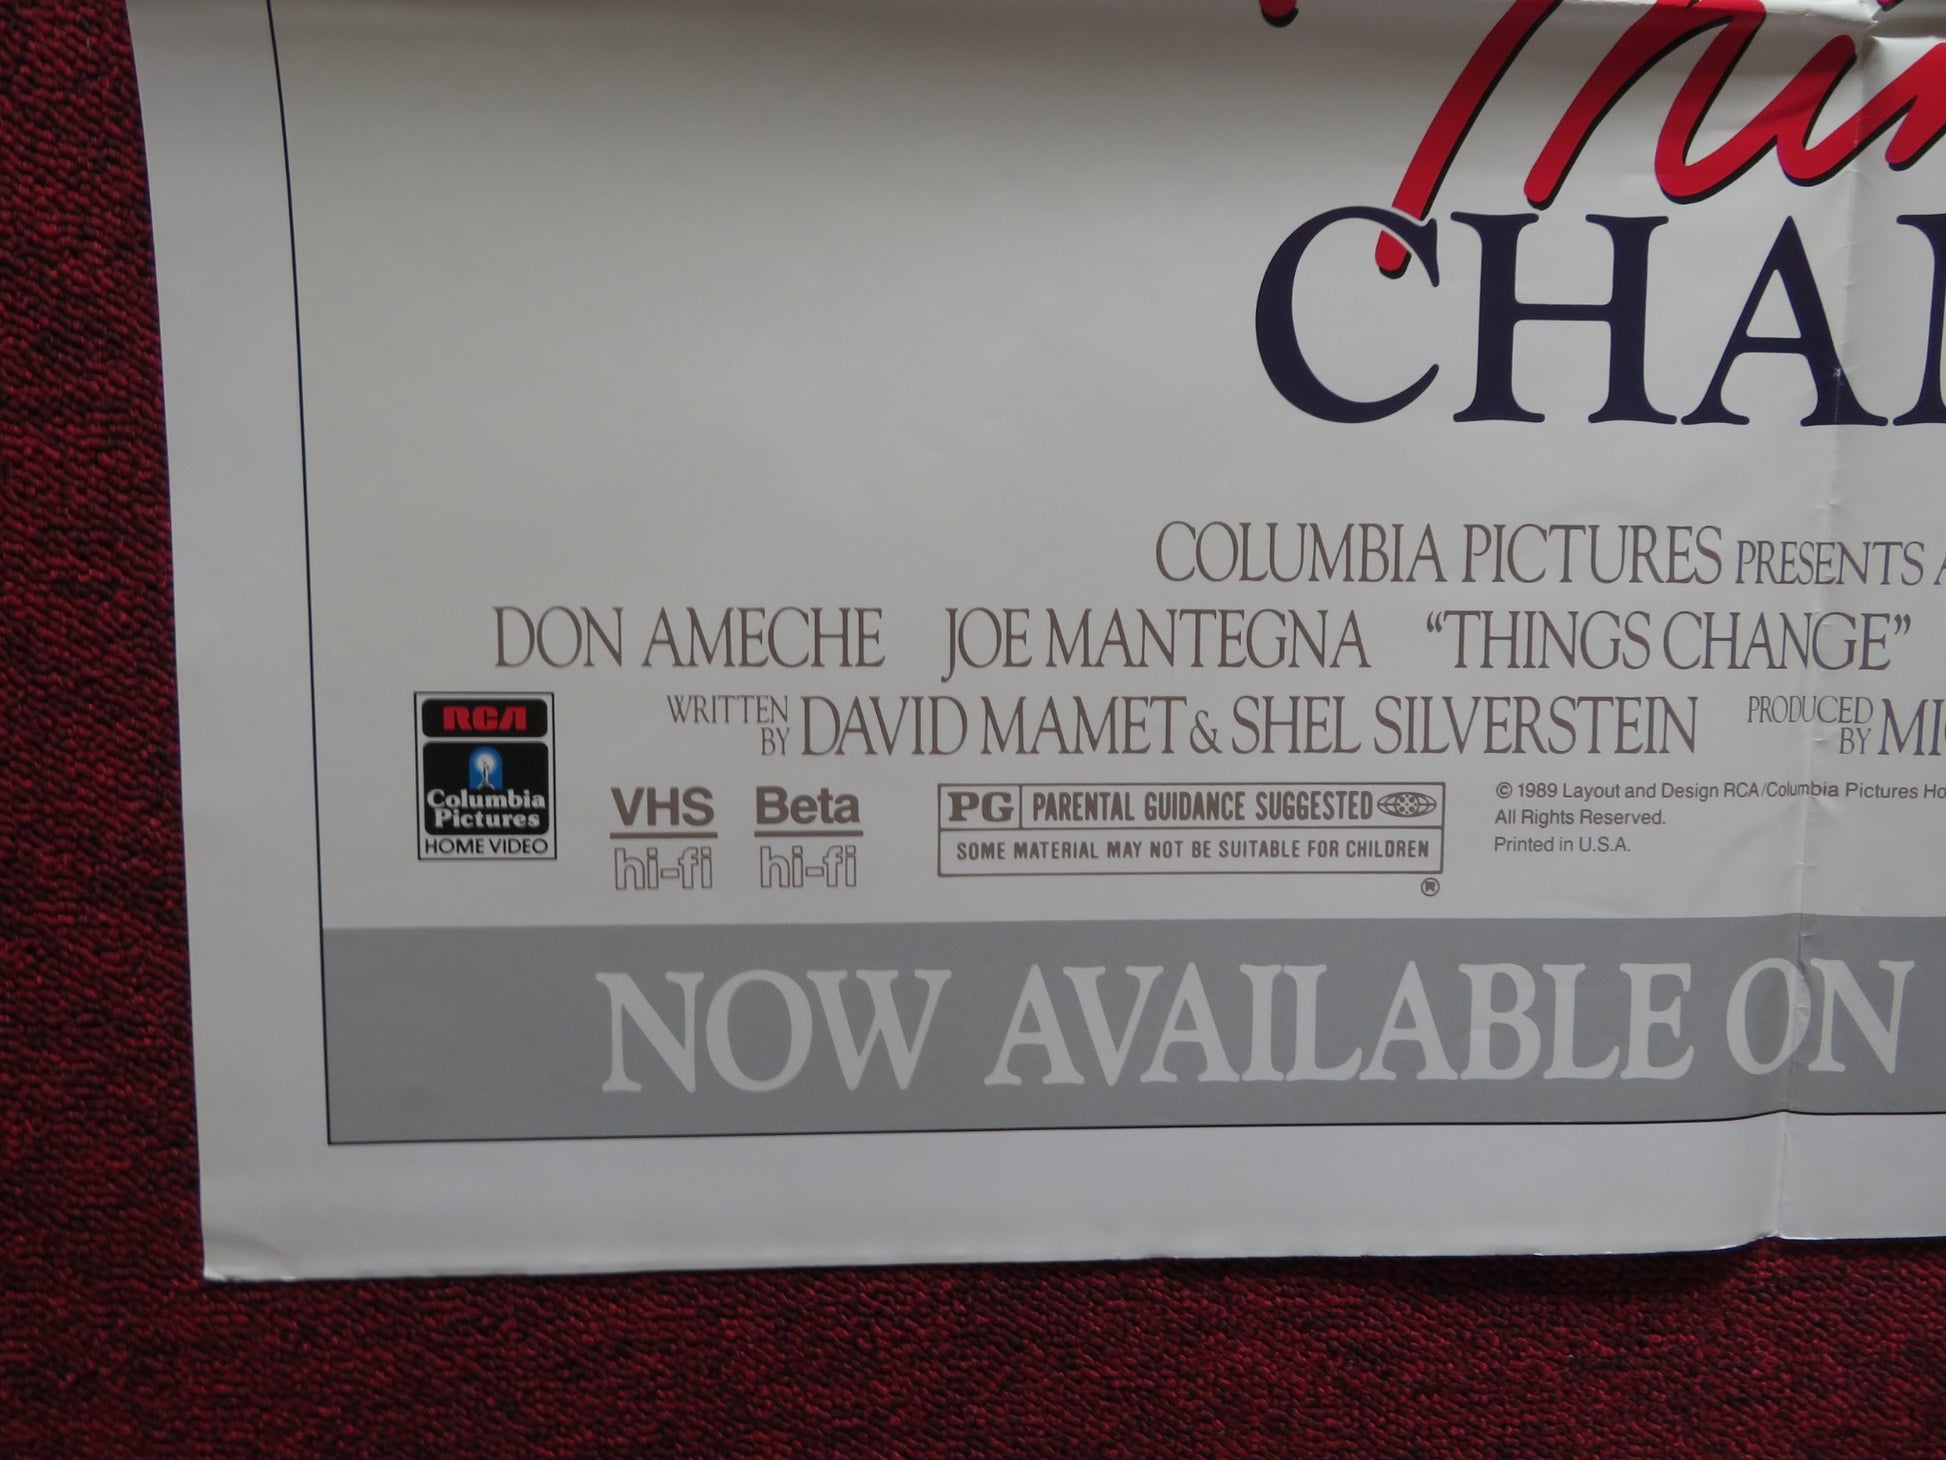 CHA
COLUMBIA PICTURES PRESENTS A
DON AMECHE JOE MANTEGNA “THINGS CHANGE”
WRITTEN BY DAVID MAMET & SHEL SILVERSTEIN PRODUCED BY MIC
RCA
Columbia
Pictures
HOME VIDEO
VHS
hi-fi
Beta
hi-fi
PG PARENTAL GUIDANCE SUGGESTED
SOME MATERIAL MAY NOT BE SUITABLE FOR CHILDREN
®
© 1989 Layout and Design RCA/Columbia Pictures Ho
All Rights Reserved.
Printed in U.S.A.
NOW AVAILABLE ON